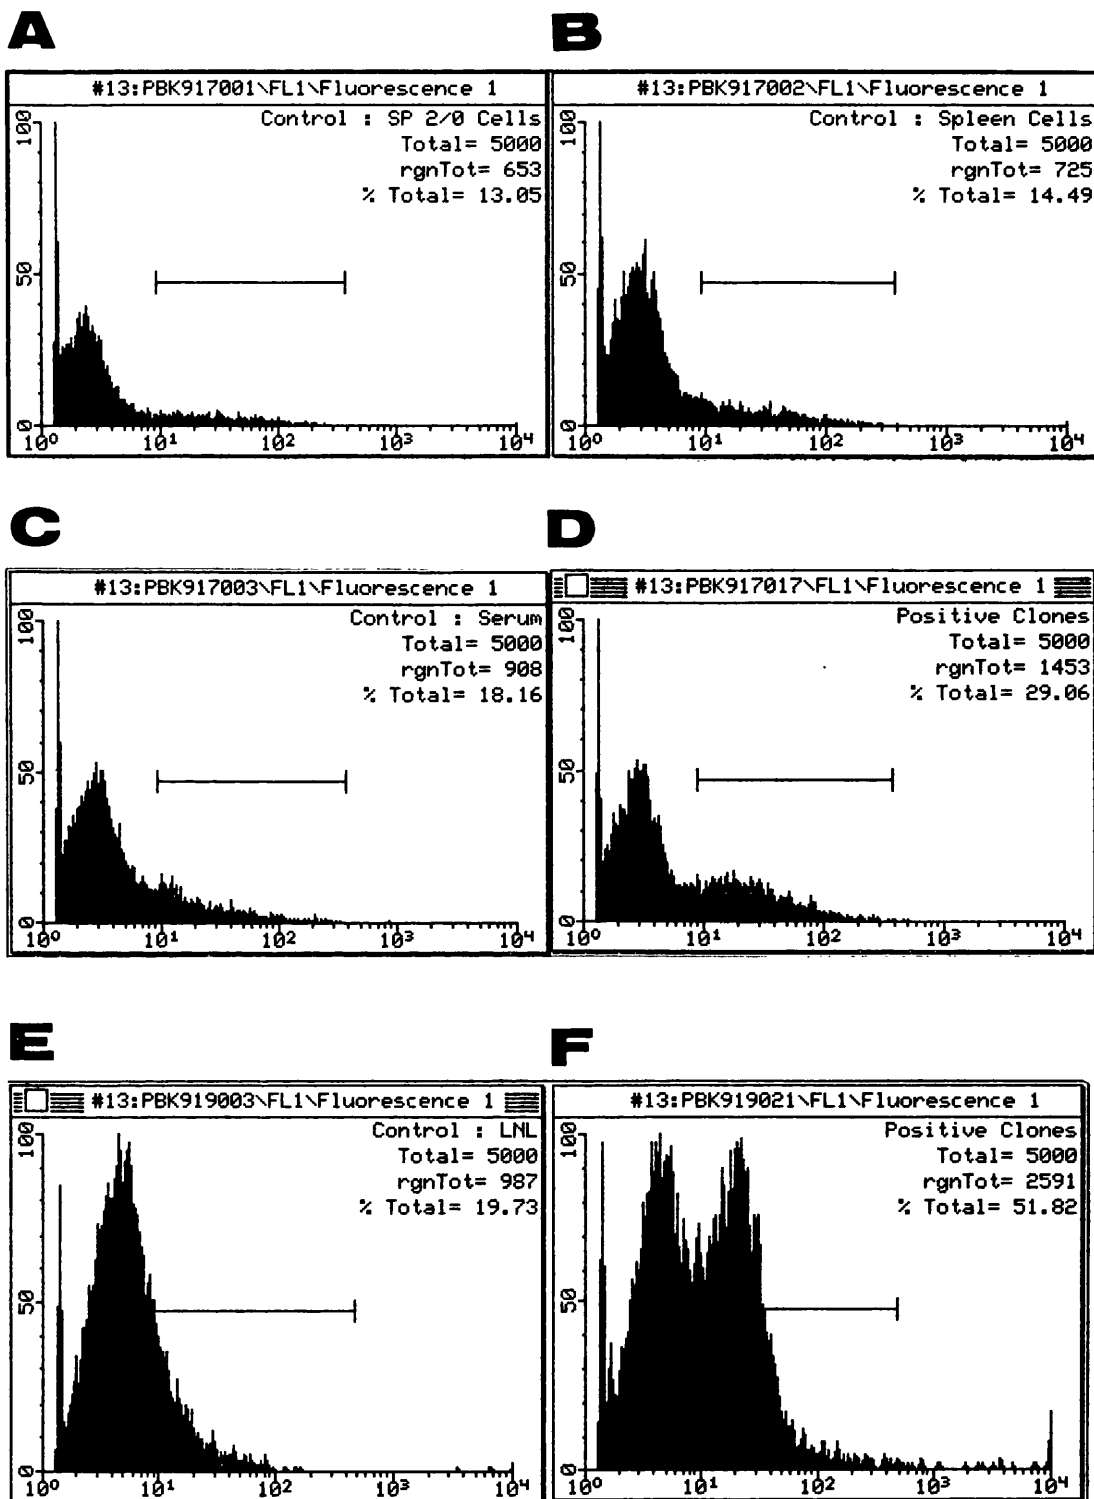 A
B
#13:PBK917001\FL1\Fluorescence 1
Control : SP 2/0 Cells
Total= 5000
rgnTot= 653
% Total= 13.05
100
50
0
10⁰ 10¹ 10² 10³ 10⁴
#13:PBK917002\FL1\Fluorescence 1
Control : Spleen Cells
Total= 5000
rgnTot= 725
% Total= 14.49
100
50
0
10⁰ 10¹ 10² 10³ 10⁴
C
D
#13:PBK917003\FL1\Fluorescence 1
Control : Serum
Total= 5000
rgnTot= 908
% Total= 18.16
100
50
0
10⁰ 10¹ 10² 10³ 10⁴
#13:PBK917017\FL1\Fluorescence 1
Positive Clones
Total= 5000
rgnTot= 1453
% Total= 29.06
100
50
0
10⁰ 10¹ 10² 10³ 10⁴
E
F
#13:PBK919003\FL1\Fluorescence 1
Control : LNL
Total= 5000
rgnTot= 987
% Total= 19.73
100
50
0
10⁰ 10¹ 10² 10³ 10⁴
#13:PBK919021\FL1\Fluorescence 1
Positive Clones
Total= 5000
rgnTot= 2591
% Total= 51.82
100
50
0
10⁰ 10¹ 10² 10³ 10⁴